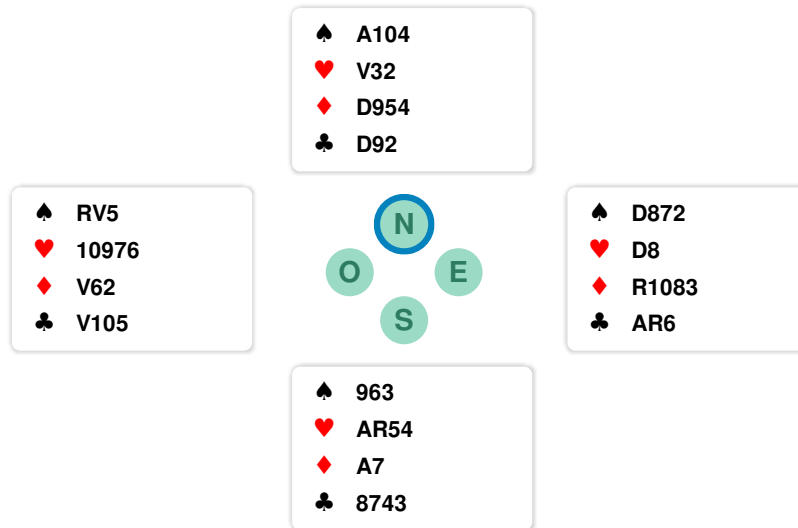 ♠ A104
♥ V32
♦ D954
♣ D92
♠ RV5
♥ 10976
♦ V62
♣ V105
N
O
E
S
♠ D872
♥ D8
♦ R1083
♣ AR6
♠ 963
♥ AR54
♦ A7
♣ 8743